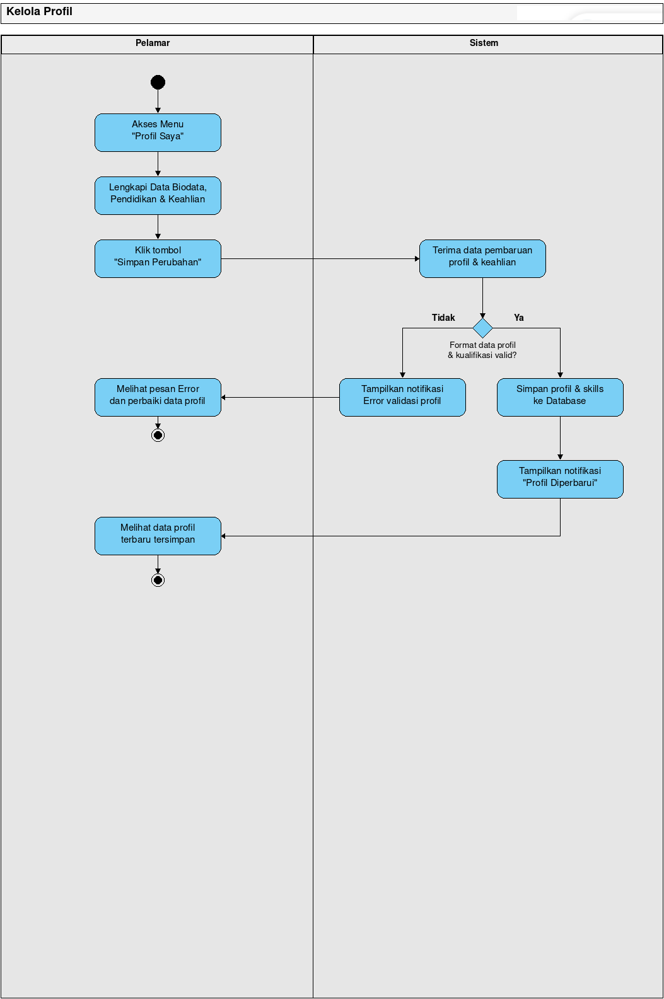 Kelola Profil
Pelamar
Sistem
Akses Menu
"Profil Saya"
Lengkapi Data Biodata,
Pendidikan & Keahlian
Klik tombol
"Simpan Perubahan"
Terima data pembaruan
profil & keahlian
Tidak
Ya
Format data profil
& kualifikasi valid?
Melihat pesan Error
dan perbaiki data profil
Tampilkan notifikasi
Error validasi profil
Simpan profil & skills
ke Database
Tampilkan notifikasi
"Profil Diperbarui"
Melihat data profil
terbaru tersimpan